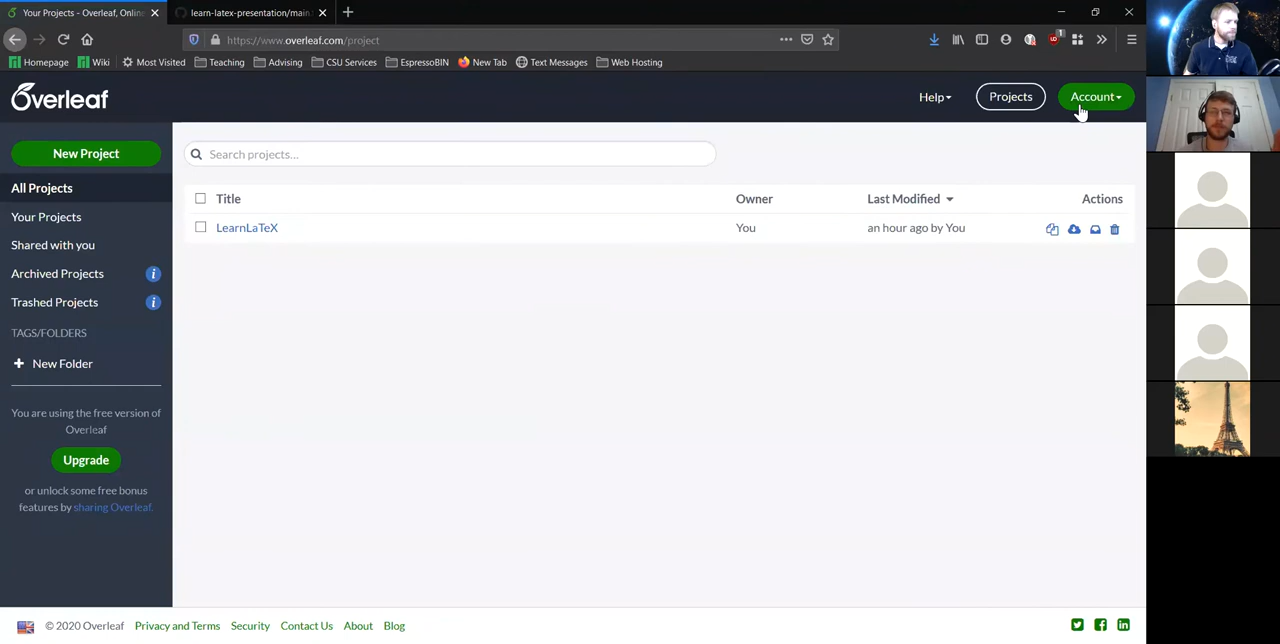 Your Projects - Overleaf, Online
learn-latex-presentation/main.
https://www.overleaf.com/project
1
Homepage
Wiki
Most Visited
Teaching
Advising
CSU Services
EspressoBIN
New Tab
Text Messages
Web Hosting
Overleaf
Help
Projects
Account
New Project
Search projects...
All Projects
Title
Owner
Last Modified
Actions
Your Projects
LearnLaTeX
You
an hour ago by You
Shared with you
Archived Projects
Trashed Projects
TAGS/FOLDERS
New Folder
You are using the free version of
Overleaf
Upgrade
or unlock some free bonus
features by sharing Overleaf.
© 2020 Overleaf
Privacy and Terms
Security
Contact Us
About
Blog